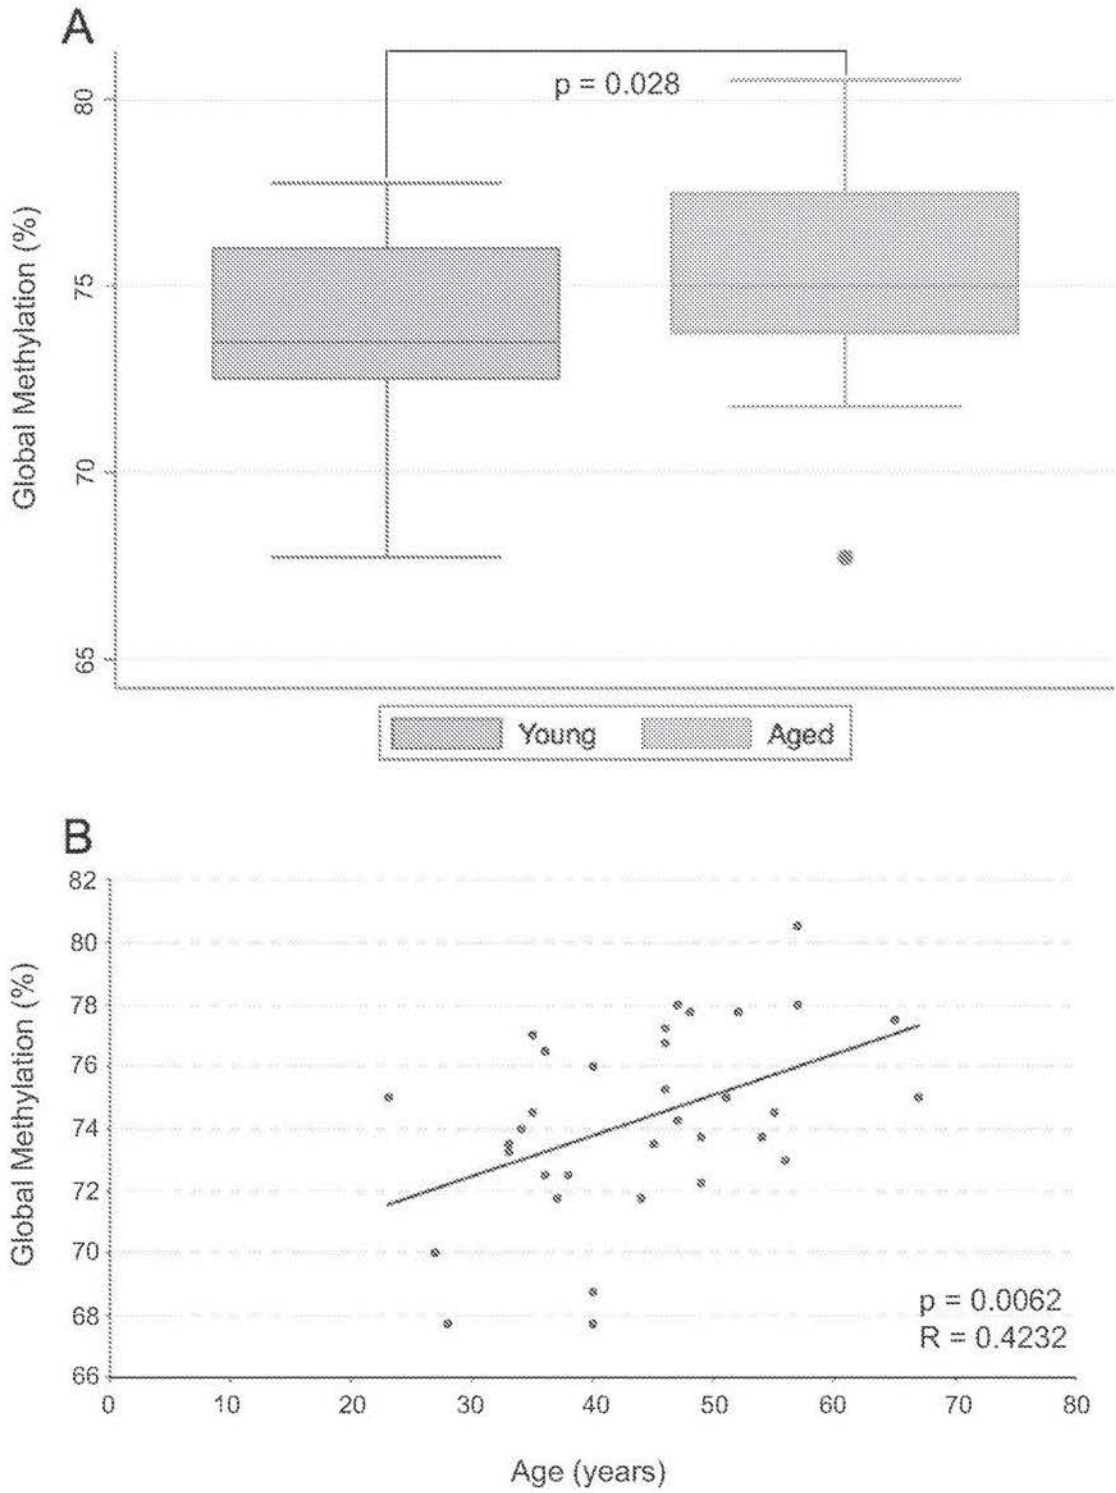 A
p = 0.028
80
75
70
65
Global Methylation (%)
Young Aged
B
82
80
78
76
74
72
70
68
66
Global Methylation (%)
p = 0.0062
R = 0.4232
0 10 20 30 40 50 60 70 80
Age (years)